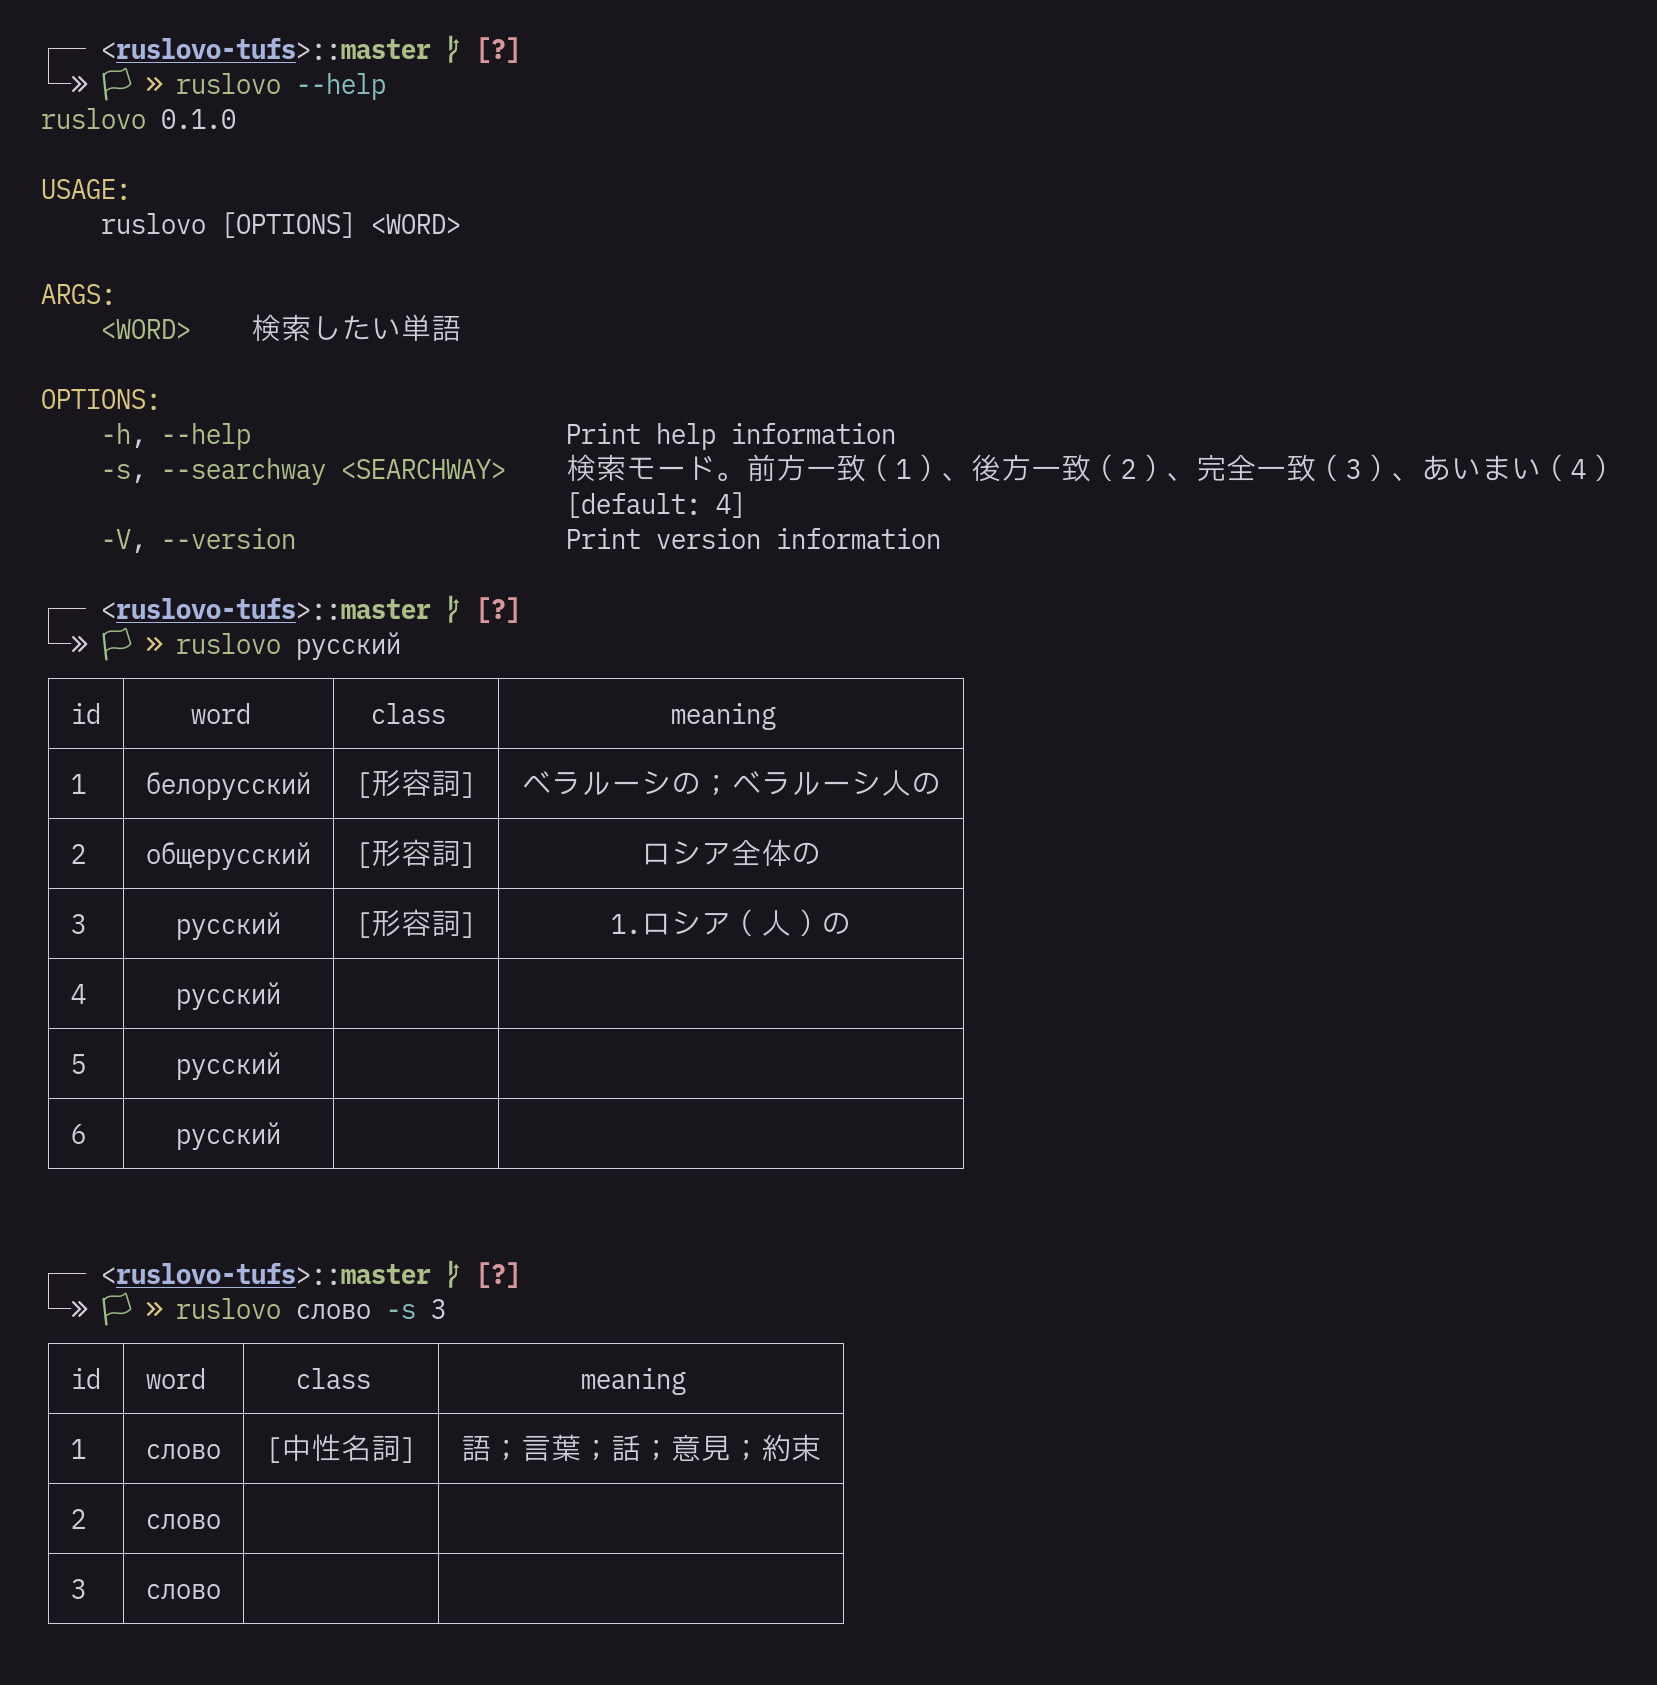 <ruslovo-tufs>::master [?]
» » ruslovo --help
ruslovo 0.1.0
USAGE:
ruslovo [OPTIONS] <WORD>
ARGS:
<WORD> 検索したい単語
OPTIONS:
-h, --help Print help information
-s, --searchway <SEARCHWAY> 検索モード。前方一致（1）、後方一致（2）、完全一致（3）、あいまい（4）
[default: 4]
-V, --version Print version information
<ruslovo-tufs>::master [?]
» » ruslovo русский
id word class meaning
1 белорусский [形容詞] ベラルーシの；ベラルーシ人の
2 общерусский [形容詞] ロシア全体の
3 русский [形容詞] 1.ロシア（人）の
4 русский
5 русский
6 русский
<ruslovo-tufs>::master [?]
» » ruslovo слово -s 3
id word class meaning
1 слово [中性名詞] 語；言葉；話；意見；約束
2 слово
3 слово